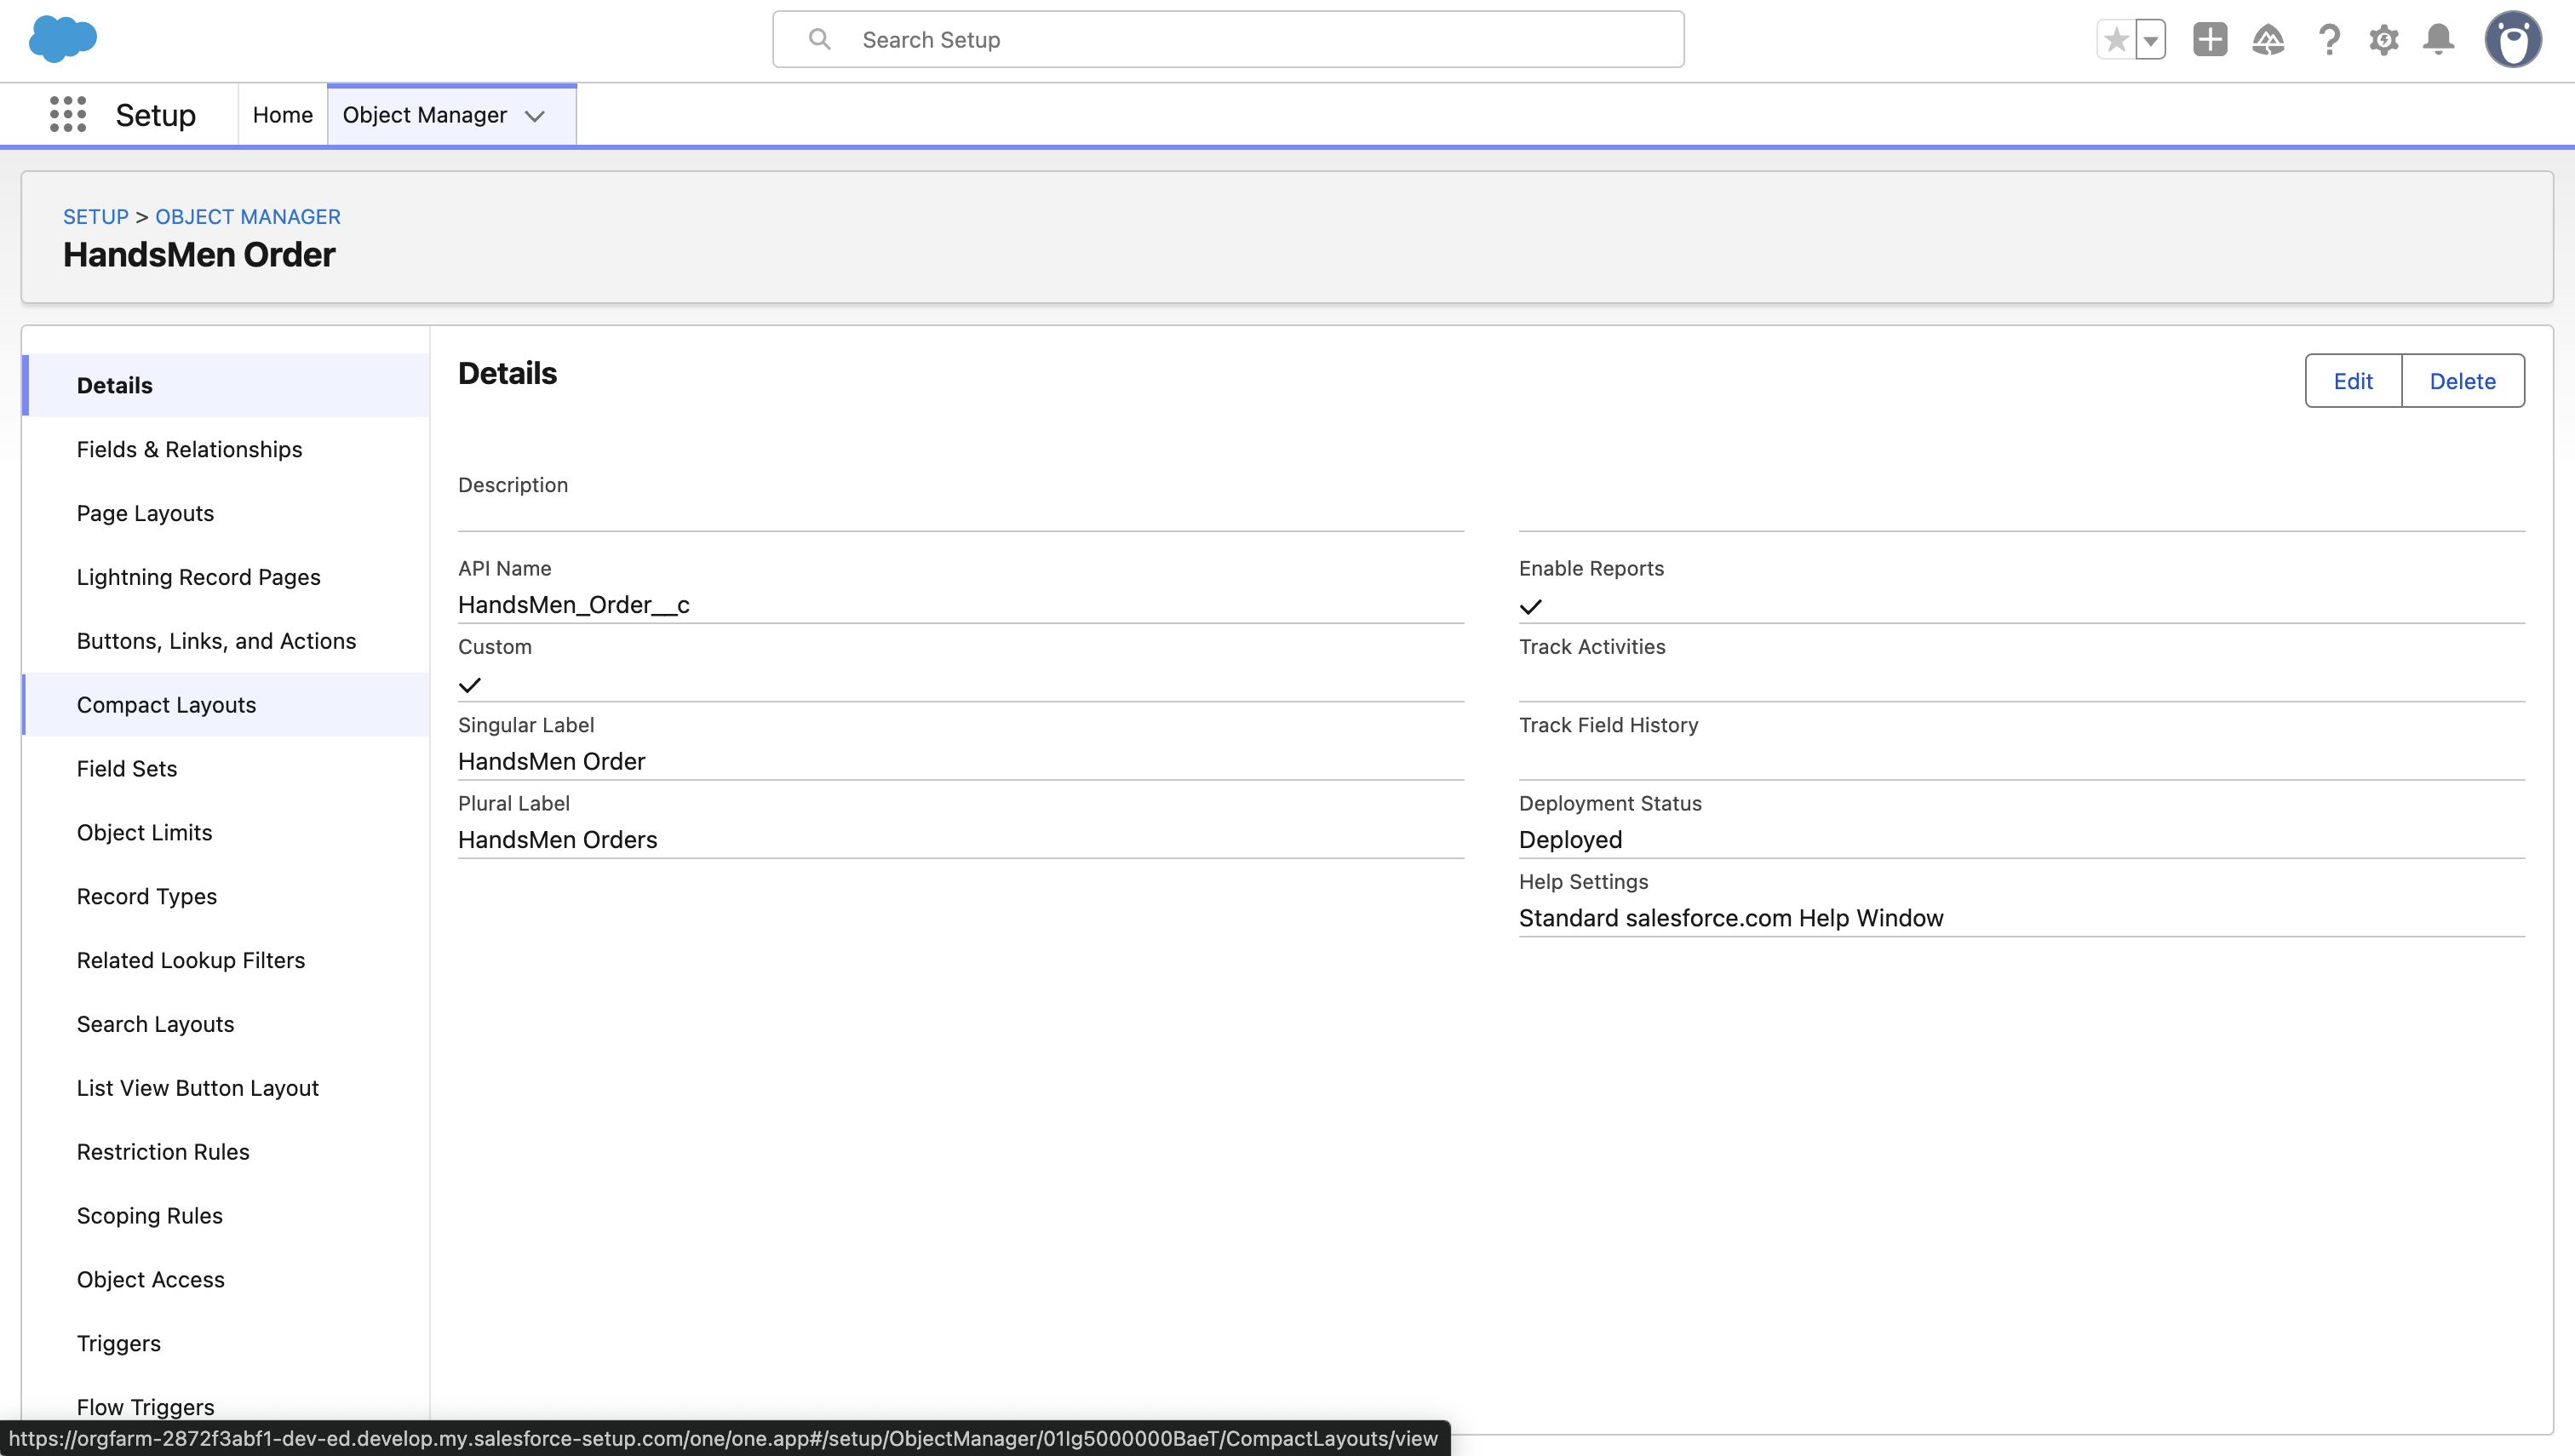 Search Setup
Setup
Home
Object Manager
SETUP > OBJECT MANAGER
HandsMen Order
Details
Fields & Relationships
Page Layouts
Lightning Record Pages
Buttons, Links, and Actions
Compact Layouts
Field Sets
Object Limits
Record Types
Related Lookup Filters
Search Layouts
List View Button Layout
Restriction Rules
Scoping Rules
Object Access
Triggers
Flow Triggers
Details
Edit
Delete
Description
API Name
HandsMen_Order__c
Custom
Singular Label
HandsMen Order
Plural Label
HandsMen Orders
Enable Reports
Track Activities
Track Field History
Deployment Status
Deployed
Help Settings
Standard salesforce.com Help Window
https://orgfarm-2872f3abf1-dev-ed.develop.my.salesforce-setup.com/one/one.app#/setup/ObjectManager/01Ig5000000BaeT/CompactLayouts/view